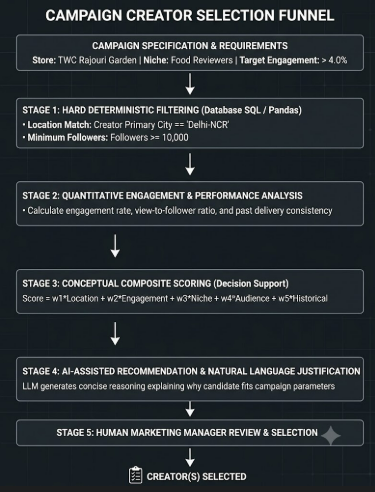 CAMPAIGN CREATOR SELECTION FUNNEL
CAMPAIGN SPECIFICATION & REQUIREMENTS
Store: TWC Rajouri Garden | Niche: Food Reviewers | Target Engagement: > 4.0%
STAGE 1: HARD DETERMINISTIC FILTERING (Database SQL / Pandas)
• Location Match: Creator Primary City == 'Delhi-NCR'
• Minimum Followers: Followers >= 10,000
STAGE 2: QUANTITATIVE ENGAGEMENT & PERFORMANCE ANALYSIS
• Calculate engagement rate, view-to-follower ratio, and past delivery consistency
STAGE 3: CONCEPTUAL COMPOSITE SCORING (Decision Support)
Score = w1*Location + w2*Engagement + w3*Niche + w4*Audience + w5*Historical
STAGE 4: AI-ASSISTED RECOMMENDATION & NATURAL LANGUAGE JUSTIFICATION
LLM generates concise reasoning explaining why candidate fits campaign parameters
STAGE 5: HUMAN MARKETING MANAGER REVIEW & SELECTION
CREATOR(S) SELECTED